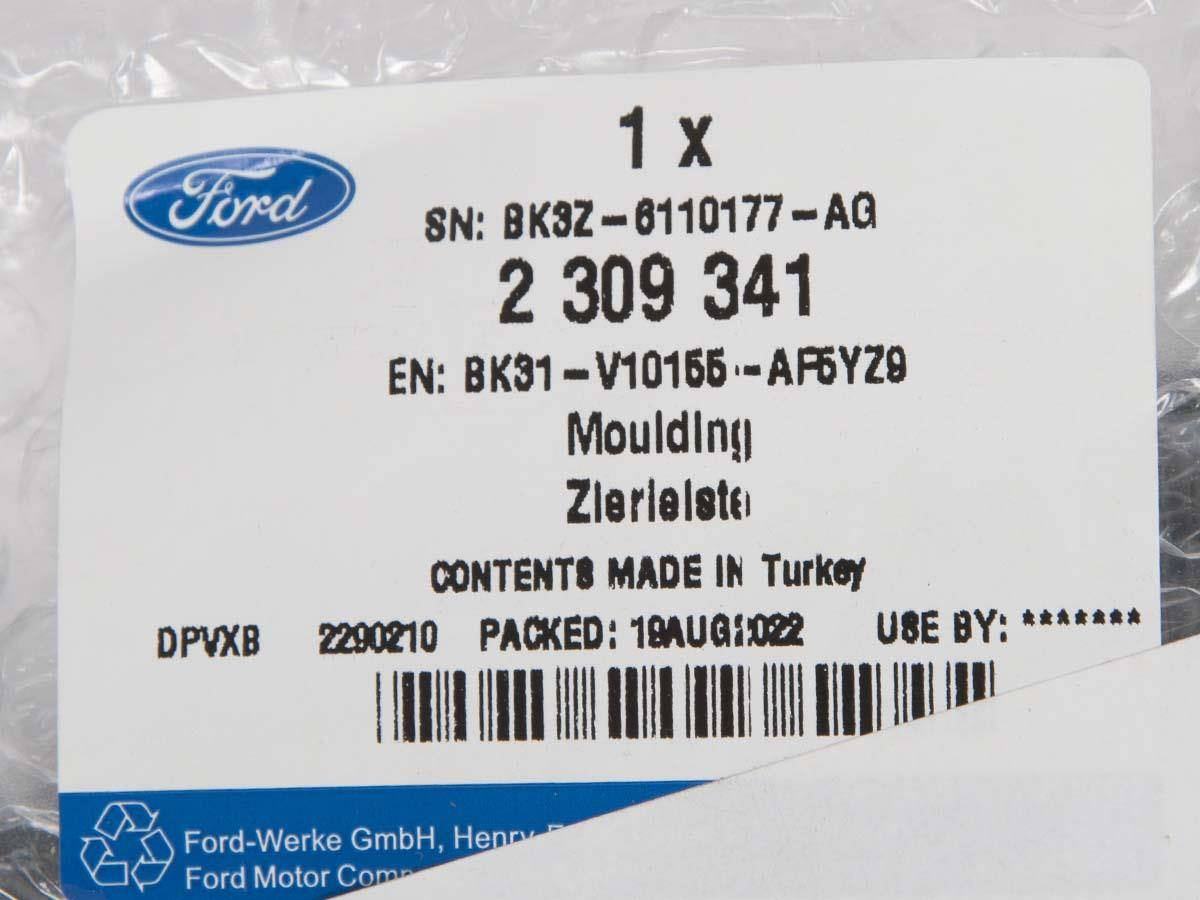 Ford
1 x
SN: BK3Z-6110177-AG
2 309 341
EN: BK31-V10155-AF5YZ9
Moulding
Zierleiste
CONTENTS MADE IN Turkey
DPVXB 2290210 PACKED: 19AUG2022 USE BY: *******
Ford-Werke GmbH, Henry
Ford Motor